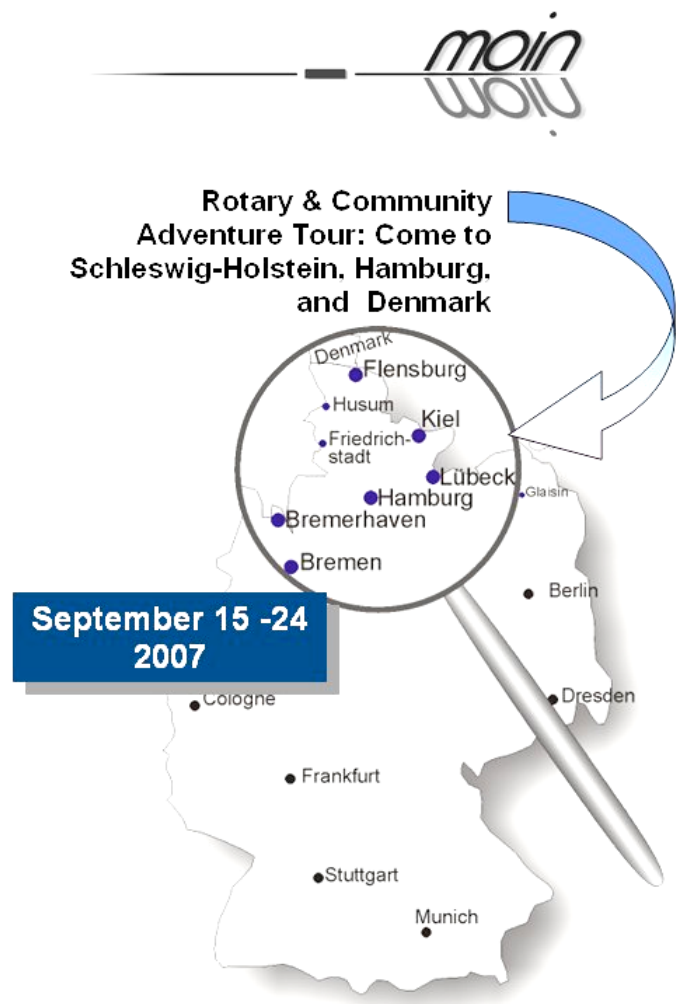 moin
Rotary & Community
Adventure Tour: Come to
Schleswig-Holstein, Hamburg,
and Denmark
Denmark
Flensburg
Husum
Kiel
Friedrich-
stadt
Lübeck
Glaisin
Hamburg
Bremerhaven
Bremen
Berlin
September 15 -24
2007
Cologne
Dresden
Frankfurt
Stuttgart
Munich